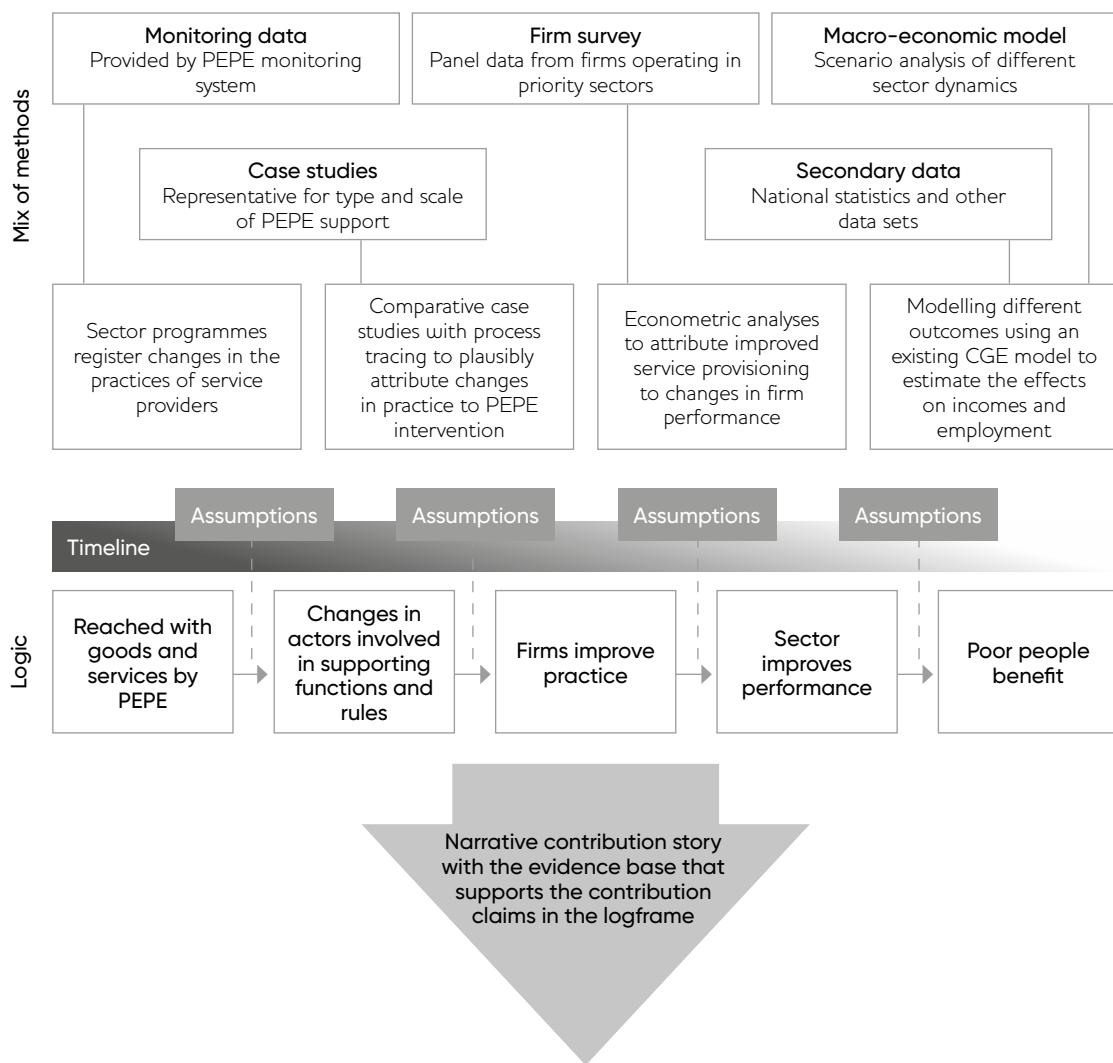 Mix of methods
Monitoring data
Provided by PEPE monitoring
system
Firm survey
Panel data from firms operating in
priority sectors
Macro-economic model
Scenario analysis of different
sector dynamics
Case studies
Representative for type and scale
of PEPE support
Secondary data
National statistics and other
data sets
Sector programmes
register changes in the
practices of service
providers
Comparative case
studies with process
tracing to plausibly
attribute changes
in practice to PEPE
intervention
Econometric analyses
to attribute improved
service provisioning
to changes in firm
performance
Modelling different
outcomes using an
existing CGE model to
estimate the effects
on incomes and
employment
Assumptions
Assumptions
Assumptions
Assumptions
Timeline
Logic
Reached with
goods and
services by
PEPE
Changes in
actors involved
in supporting
functions and
rules
Firms improve
practice
Sector
improves
performance
Poor people
benefit
Narrative contribution story
with the evidence base that
supports the contribution
claims in the logframe